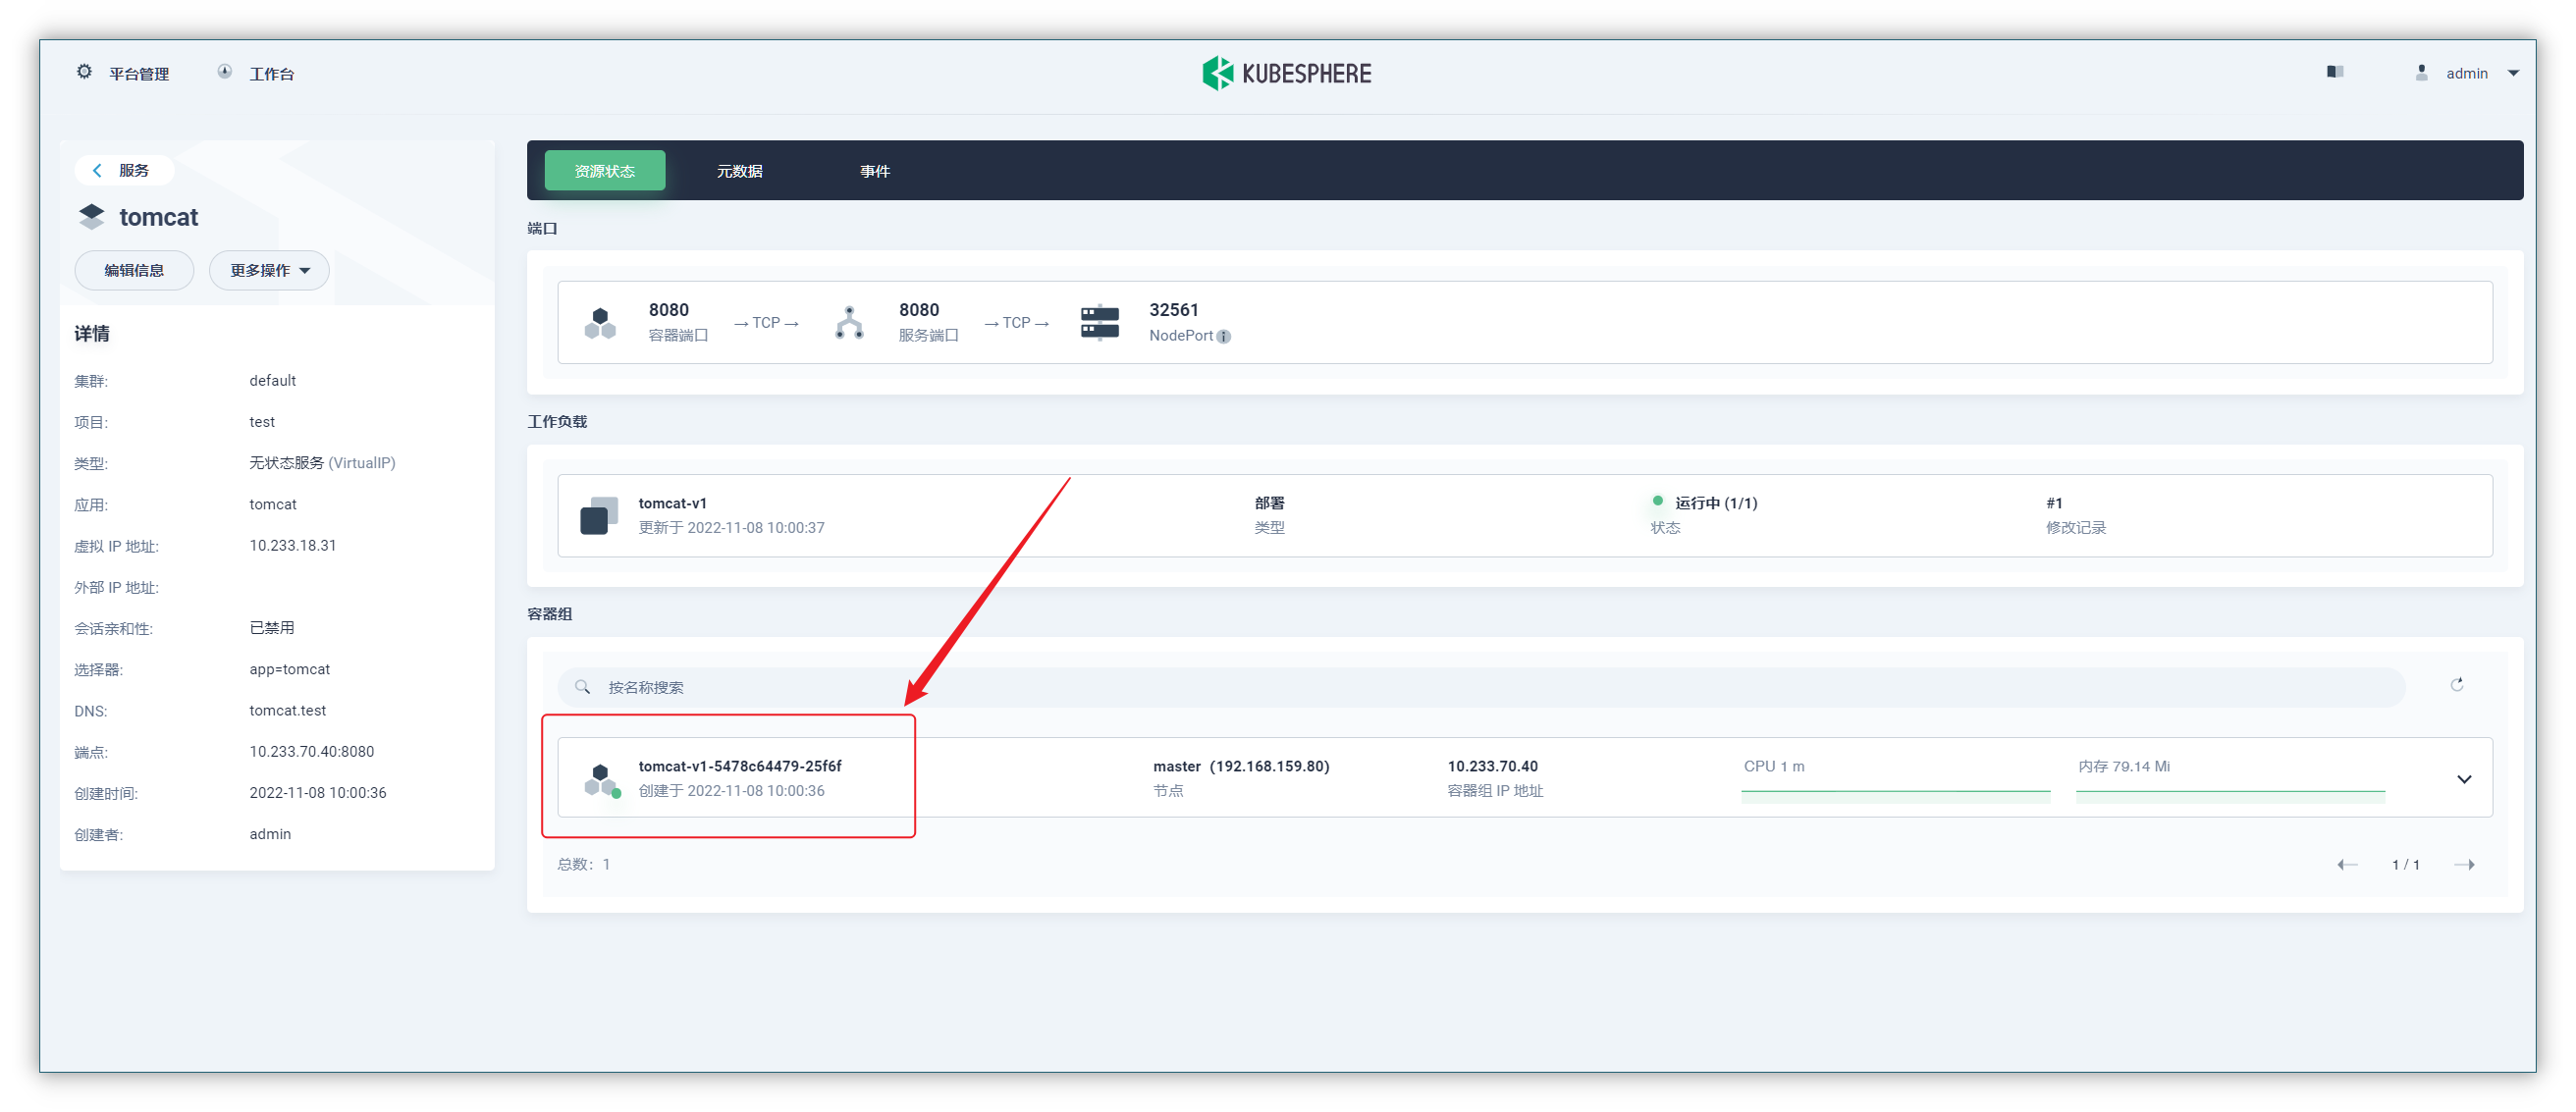 平台管理
工作台
KUBESPHERE
admin
服务
tomcat
编辑信息
更多操作
详情
集群: default
项目: test
类型: 无状态服务 (VirtualIP)
应用: tomcat
虚拟 IP 地址: 10.233.18.31
外部 IP 地址:
会话亲和性: 已禁用
选择器: app=tomcat
DNS: tomcat.test
端点: 10.233.70.40:8080
创建时间: 2022-11-08 10:00:36
创建者: admin
资源状态
元数据
事件
端口
8080
容器端口
→ TCP →
8080
服务端口
→ TCP →
32561
NodePort
工作负载
tomcat-v1
更新于 2022-11-08 10:00:37
部署
类型
运行中 (1/1)
状态
#1
修改记录
容器组
按名称搜索
tomcat-v1-5478c64479-25f6f
创建于 2022-11-08 10:00:36
master（192.168.159.80）
节点
10.233.70.40
容器组 IP 地址
CPU 1 m
内存 79.14 Mi
总数：1
1 / 1